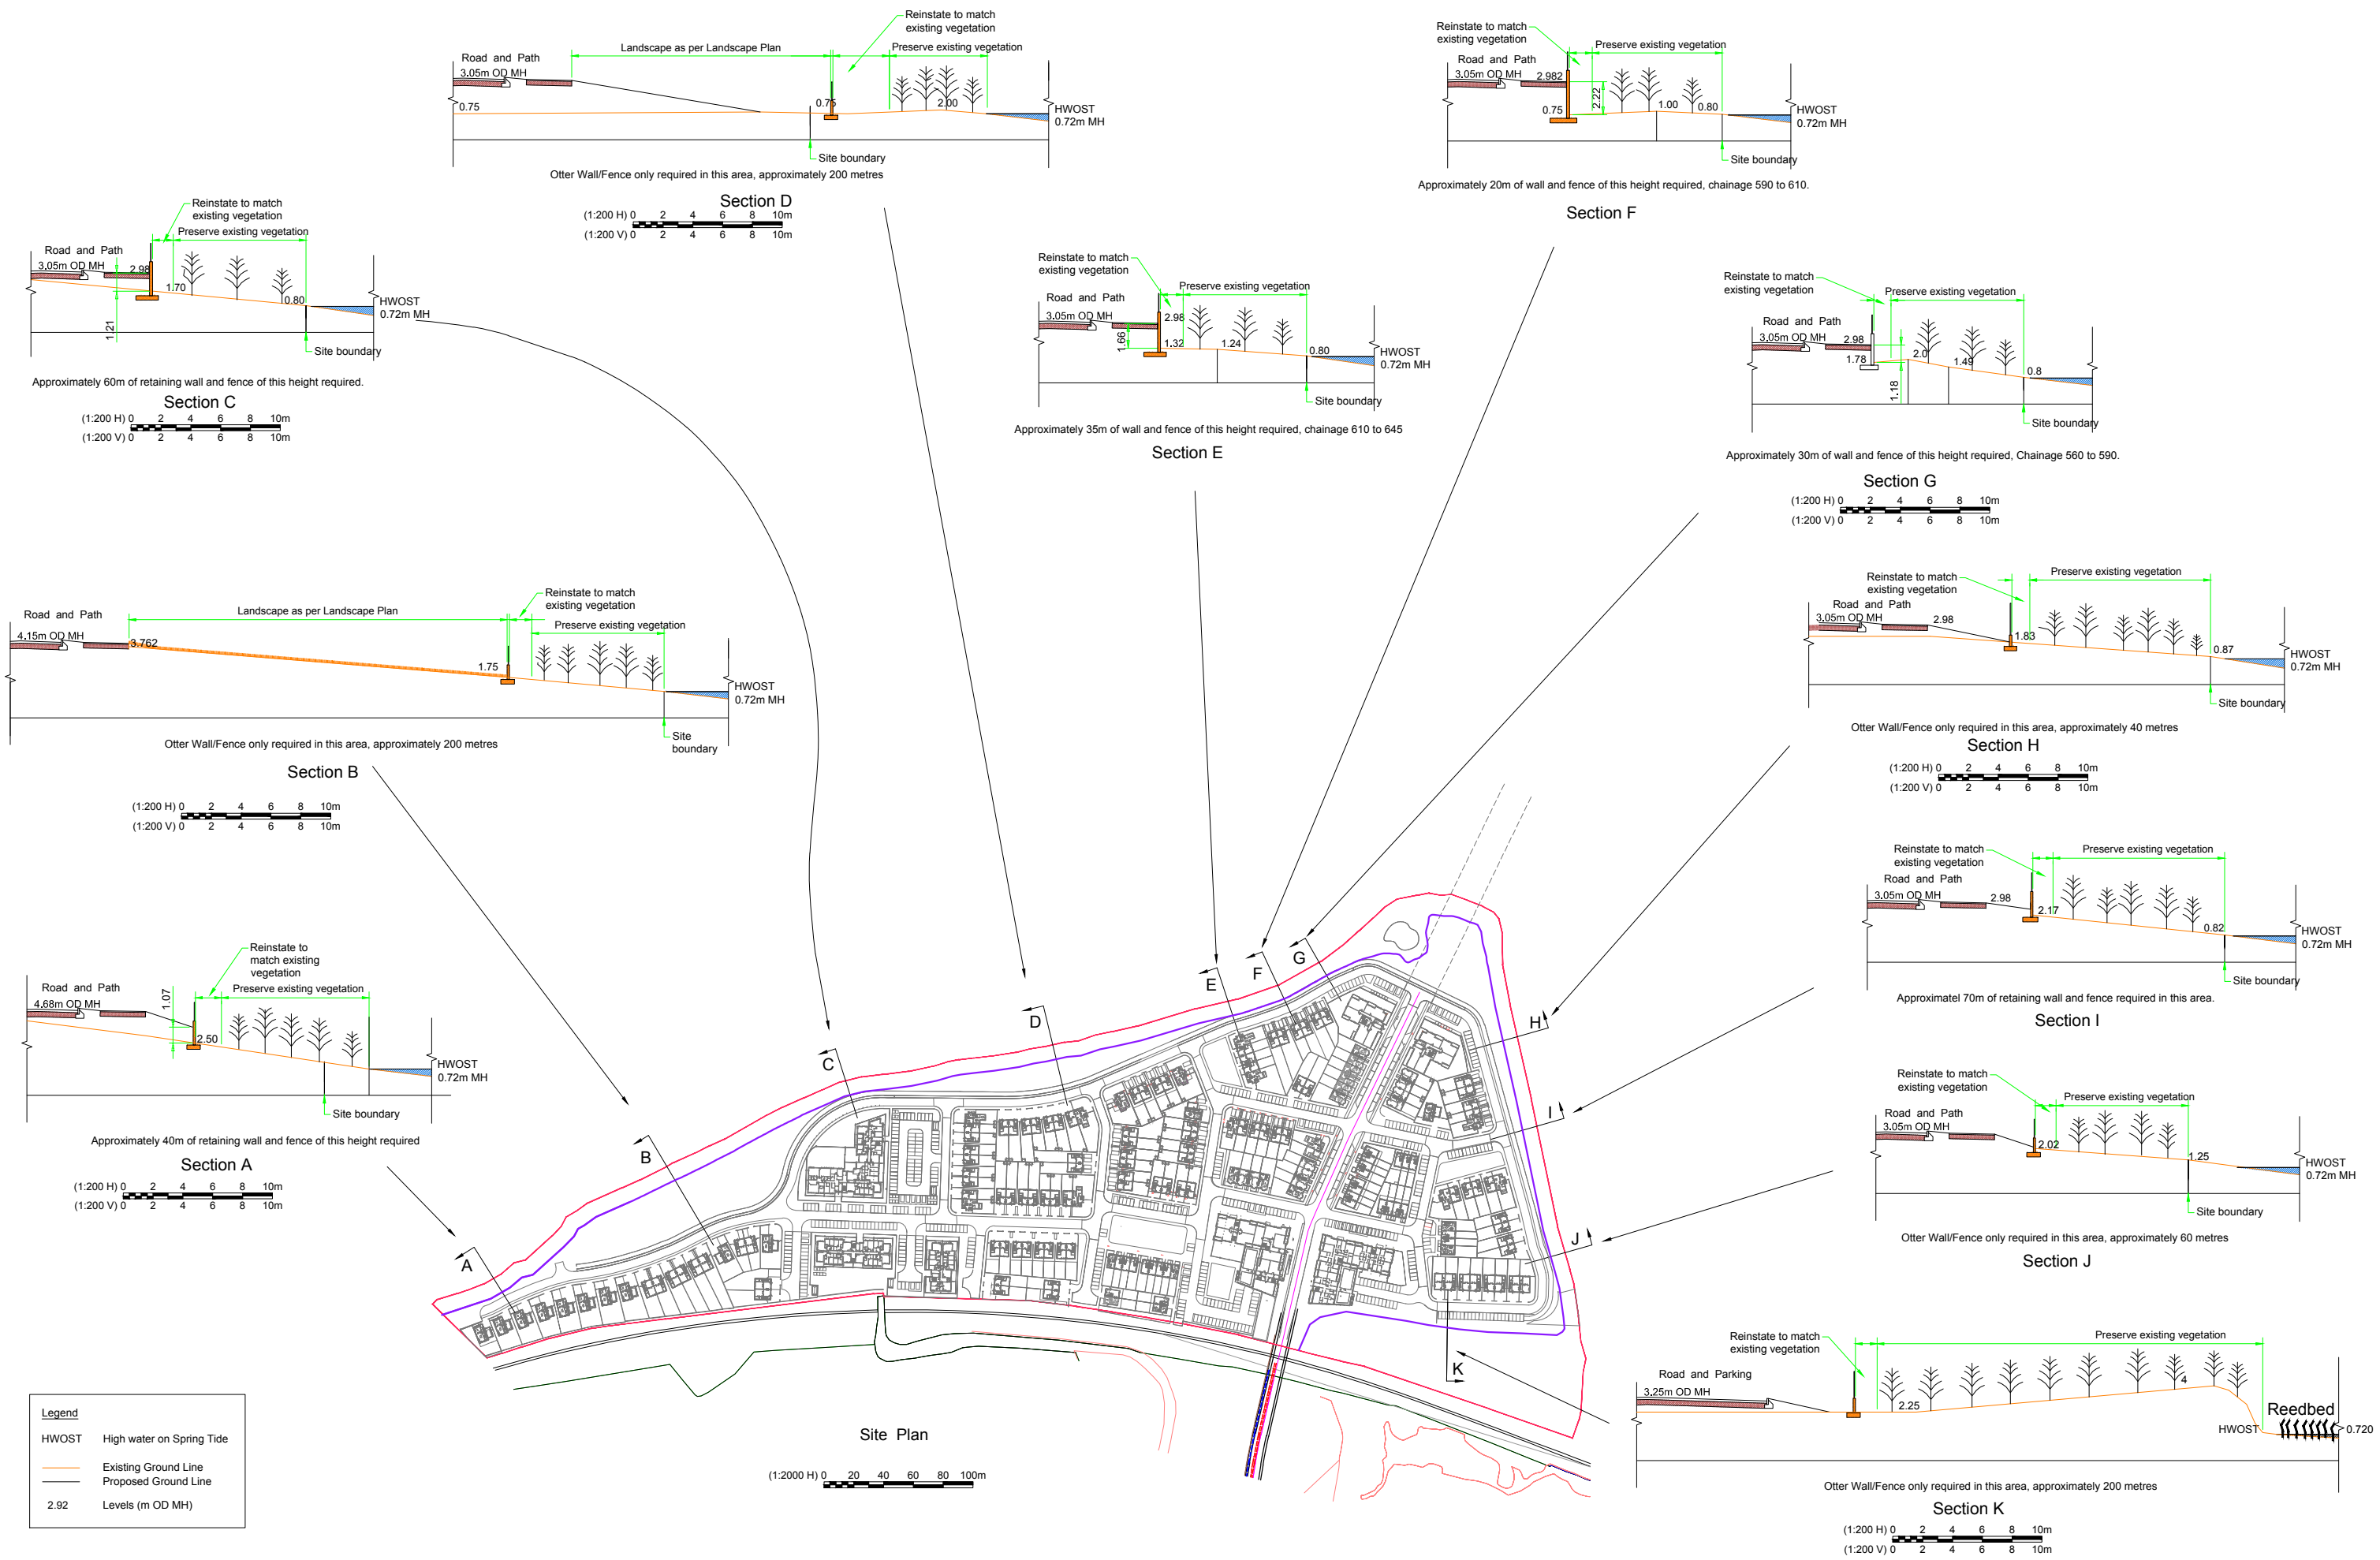 Reinstate to match
existing vegetation
Landscape as per Landscape Plan
Preserve existing vegetation
Road and Path
3.05m OD MH
0.75
0.75
2.00
HWOST
0.72m MH
Site boundary
Otter Wall/Fence only required in this area, approximately 200 metres
Section D
(1:200 H) 0 2 4 6 8 10m
(1:200 V) 0 2 4 6 8 10m
Reinstate to match
existing vegetation
Preserve existing vegetation
Road and Path
3.05m OD MH
2.982
2.22
0.75
1.00
0.80
HWOST
0.72m MH
Site boundary
Approximately 20m of wall and fence of this height required, chainage 590 to 610.
Section F
Reinstate to match
existing vegetation
Preserve existing vegetation
Road and Path
3.05m OD MH
2.98
1.70
0.80
1.21
HWOST
0.72m MH
Site boundary
Approximately 60m of retaining wall and fence of this height required.
Section C
(1:200 H) 0 2 4 6 8 10m
(1:200 V) 0 2 4 6 8 10m
Reinstate to match
existing vegetation
Preserve existing vegetation
Road and Path
3.05m OD MH
2.98
1.66
1.32
1.24
0.80
HWOST
0.72m MH
Site boundary
Approximately 35m of wall and fence of this height required, chainage 610 to 645
Section E
Reinstate to match
existing vegetation
Preserve existing vegetation
Road and Path
3.05m OD MH
2.98
1.78
2.0
1.49
0.8
1.18
Site boundary
Approximately 30m of wall and fence of this height required, Chainage 560 to 590.
Section G
(1:200 H) 0 2 4 6 8 10m
(1:200 V) 0 2 4 6 8 10m
Reinstate to match
existing vegetation
Landscape as per Landscape Plan
Preserve existing vegetation
Road and Path
4.15m OD MH
3.762
1.75
HWOST
0.72m MH
Site
boundary
Otter Wall/Fence only required in this area, approximately 200 metres
Section B
(1:200 H) 0 2 4 6 8 10m
(1:200 V) 0 2 4 6 8 10m
Preserve existing vegetation
Reinstate to match
existing vegetation
Road and Path
3.05m OD MH
2.98
1.83
0.87
HWOST
0.72m MH
Site boundary
Otter Wall/Fence only required in this area, approximately 40 metres
Section H
(1:200 H) 0 2 4 6 8 10m
(1:200 V) 0 2 4 6 8 10m
Reinstate to match
existing vegetation
Preserve existing vegetation
Road and Path
3.05m OD MH
2.98
2.17
0.82
HWOST
0.72m MH
Site boundary
Approximatel 70m of retaining wall and fence required in this area.
Section I
Reinstate to
match existing
vegetation
Preserve existing vegetation
Road and Path
4.68m OD MH
1.07
2.50
HWOST
0.72m MH
Site boundary
Approximately 40m of retaining wall and fence of this height required
Section A
(1:200 H) 0 2 4 6 8 10m
(1:200 V) 0 2 4 6 8 10m
Reinstate to match
existing vegetation
Preserve existing vegetation
Road and Path
3.05m OD MH
2.02
1.25
HWOST
0.72m MH
Site boundary
Otter Wall/Fence only required in this area, approximately 60 metres
Section J
A
B
C
D
E
F
G
H
I
J
K
Site Plan
(1:2000 H) 0 20 40 60 80 100m
Reinstate to match
existing vegetation
Preserve existing vegetation
Road and Parking
3.25m OD MH
2.25
4
Reedbed
HWOST
0.720
Otter Wall/Fence only required in this area, approximately 200 metres
Section K
(1:200 H) 0 2 4 6 8 10m
(1:200 V) 0 2 4 6 8 10m
Legend
HWOST High water on Spring Tide
Existing Ground Line
Proposed Ground Line
2.92 Levels (m OD MH)